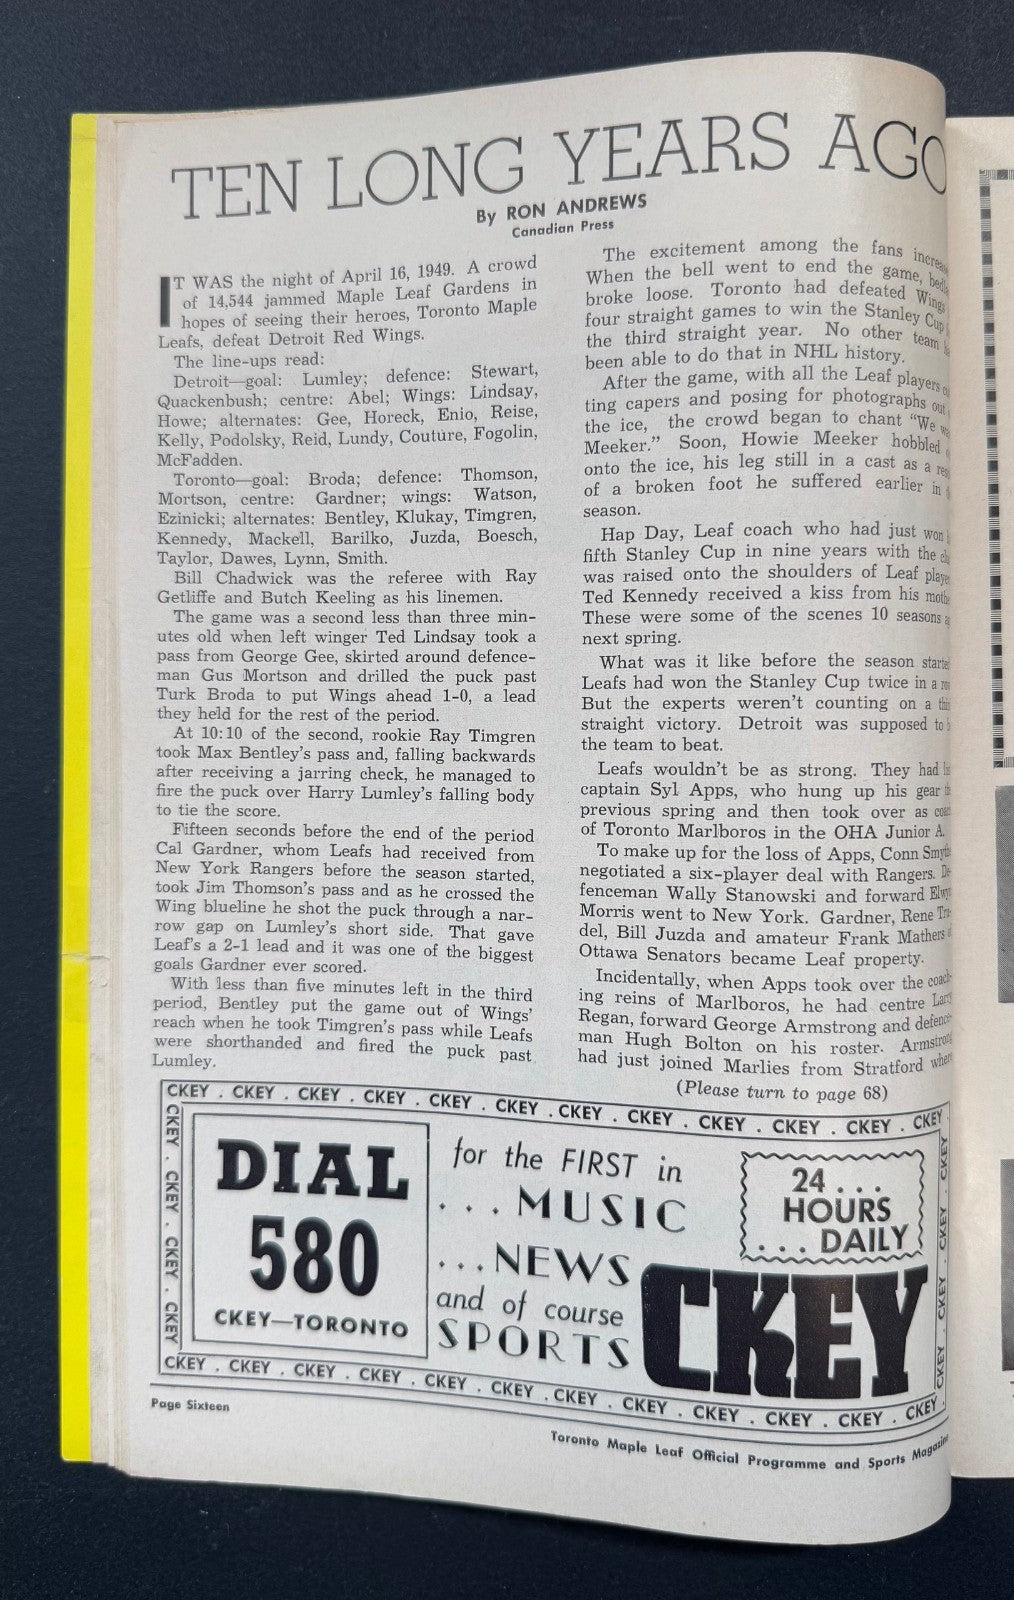 TEN LONG YEARS AGO
By RON ANDREWS
Canadian Press
IT WAS the night of April 16, 1949. A crowd
of 14,544 jammed Maple Leaf Gardens in
hopes of seeing their heroes, Toronto Maple
Leafs, defeat Detroit Red Wings.
The line-ups read:
Detroit—goal: Lumley; defence: Stewart,
Quackenbush; centre: Abel; Wings: Lindsay,
Howe; alternates: Gee, Horeck, Enio, Reise,
Kelly, Podolsky, Reid, Lundy, Couture, Fogolin,
McFadden.
Toronto—goal: Broda; defence: Thomson,
Mortson, centre: Gardner; wings: Watson,
Ezinicki; alternates: Bentley, Klukay, Timgren,
Kennedy, Mackell, Barilko, Juzda, Boesch,
Taylor, Dawes, Lynn, Smith.
Bill Chadwick was the referee with Ray
Getliffe and Butch Keeling as his linemen.
The game was a second less than three min-
utes old when left winger Ted Lindsay took a
pass from George Gee, skirted around defence-
man Gus Mortson and drilled the puck past
Turk Broda to put Wings ahead 1-0, a lead
they held for the rest of the period.
At 10:10 of the second, rookie Ray Timgren
took Max Bentley's pass and, falling backwards
after receiving a jarring check, he managed to
fire the puck over Harry Lumley's falling body
to tie the score.
Fifteen seconds before the end of the period
Cal Gardner, whom Leafs had received from
New York Rangers before the season started,
took Jim Thomson's pass and as he crossed the
Wing blueline he shot the puck through a nar-
row gap on Lumley's short side. That gave
Leaf's a 2-1 lead and it was one of the biggest
goals Gardner ever scored.
With less than five minutes left in the third
period, Bentley put the game out of Wings'
reach when he took Timgren's pass while Leafs
were shorthanded and fired the puck past
Lumley.
The excitement among the fans
When the bell went to end the game,
broke loose. Toronto had defeated Wings
four straight games to win the Stanley Cup
the third straight year. No other team
been able to do that in NHL history.
After the game, with all the Leaf players
ting capers and posing for photographs
the ice, the crowd began to chant "We
Meeker." Soon, Howie Meeker hobbled
onto the ice, his leg still in a cast as a
of a broken foot he suffered earlier in
season.
Hap Day, Leaf coach who had just won
fifth Stanley Cup in nine years with the
was raised onto the shoulders of Leaf
Ted Kennedy received a kiss from his
These were some of the scenes 10 seasons
next spring.
What was it like before the season
Leafs had won the Stanley Cup twice in a
But the experts weren't counting on a
straight victory. Detroit was supposed to
the team to beat.
Leafs wouldn't be as strong. They had
captain Syl Apps, who hung up his gear
previous spring and then took over as
of Toronto Marlboros in the OHA Junior A.
To make up for the loss of Apps, Conn Smythe
negotiated a six-player deal with Rangers. De-
fenceman Wally Stanowski and forward Elwyn
Morris went to New York. Gardner, Rene Tru-
del, Bill Juzda and amateur Frank Mathers of
Ottawa Senators became Leaf property.
Incidentally, when Apps took over the coach-
ing reins of Marlboros, he had centre Larry
Regan, forward George Armstrong and defence-
man Hugh Bolton on his roster. Armstrong
had just joined Marlies from Stratford where
(Please turn to page 68)
CKEY . CKEY . CKEY . CKEY . CKEY . CKEY . CKEY . CKEY . CKEY . CKEY . CKEY . CKEY .
CKEY . CKEY . CKEY . CKEY
DIAL
580
CKEY—TORONTO
for the FIRST in
. . . MUSIC
. . . NEWS
and of course
SPORTS
24 . . .
HOURS
. . . DAILY
CKEY
CKEY . CKEY . CKEY . CKEY
CKEY . CKEY . CKEY . CKEY . CKEY . CKEY . CKEY . CKEY . CKEY . CKEY . CKEY . CKEY .
Page Sixteen
Toronto Maple Leaf Official Programme and Sports Magazine